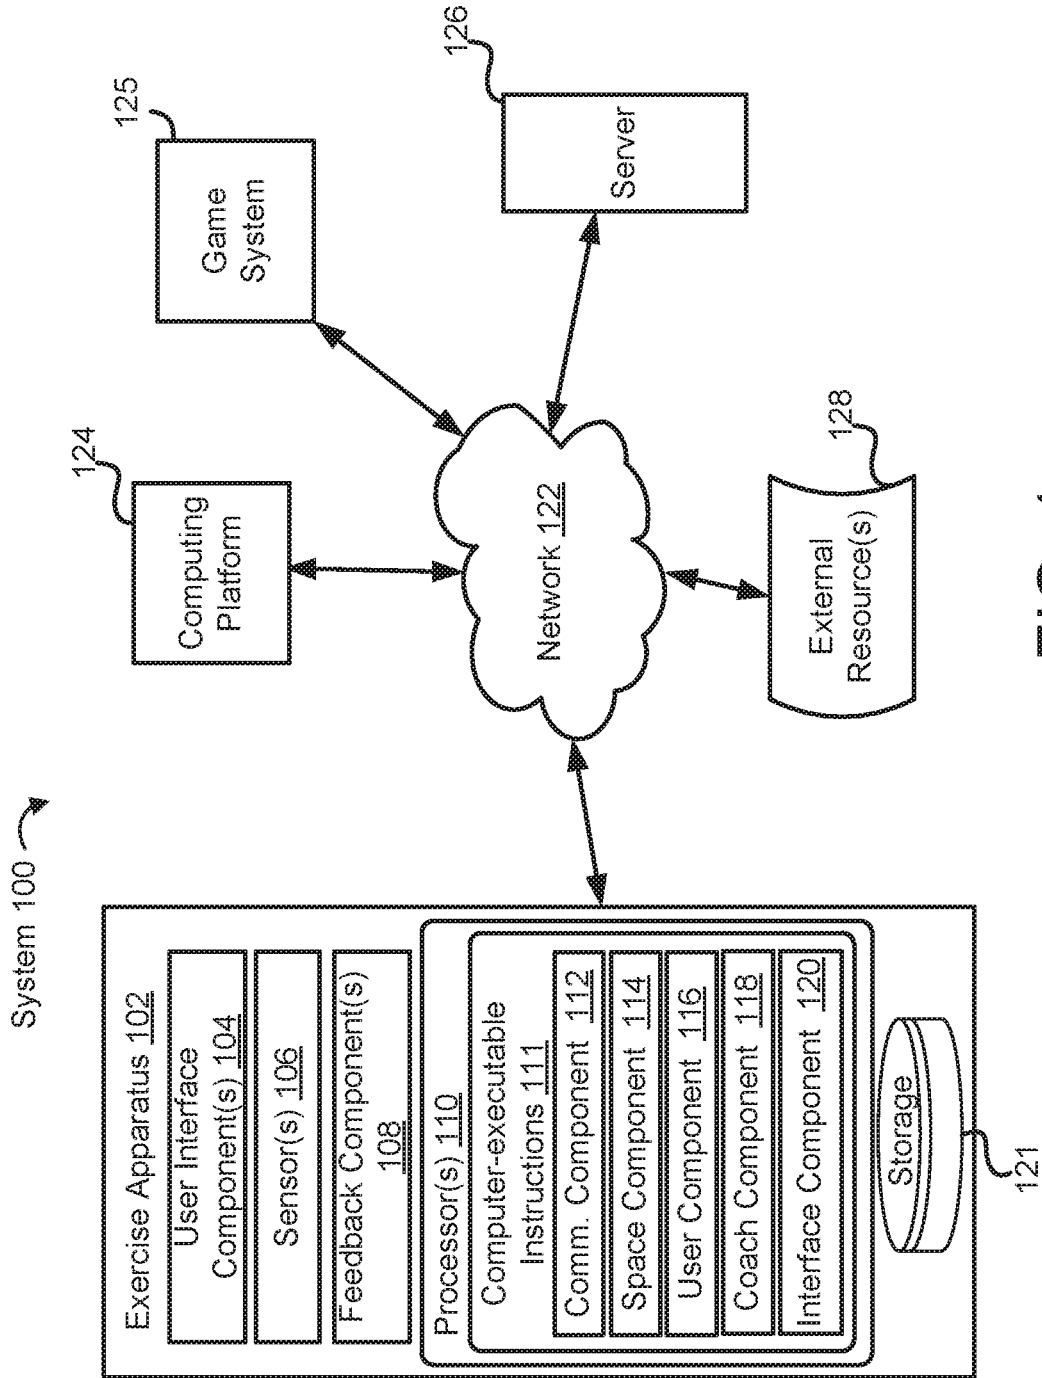 System 100
Exercise Apparatus 102
User Interface
Component(s) 104
Sensor(s) 106
Feedback Component(s)
108
Processor(s) 110
Computer-executable
Instructions 111
Comm. Component 112
Space Component 114
User Component 116
Coach Component 118
Interface Component 120
Storage
121
Network 122
124
Computing
Platform
125
Game
System
126
Server
128
External
Resource(s)